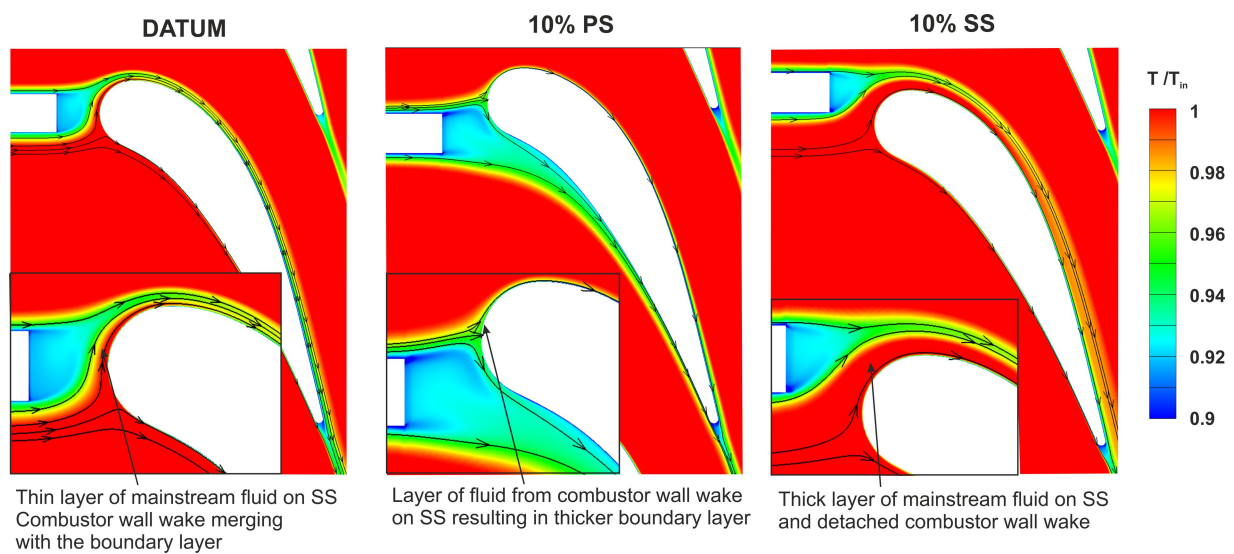 DATUM
10% PS
10% SS
T /Tin
1
0.98
0.96
0.94
0.92
0.9
Thin layer of mainstream fluid on SS
Combustor wall wake merging
with the boundary layer
Layer of fluid from combustor wall wake
on SS resulting in thicker boundary layer
Thick layer of mainstream fluid on SS
and detached combustor wall wake